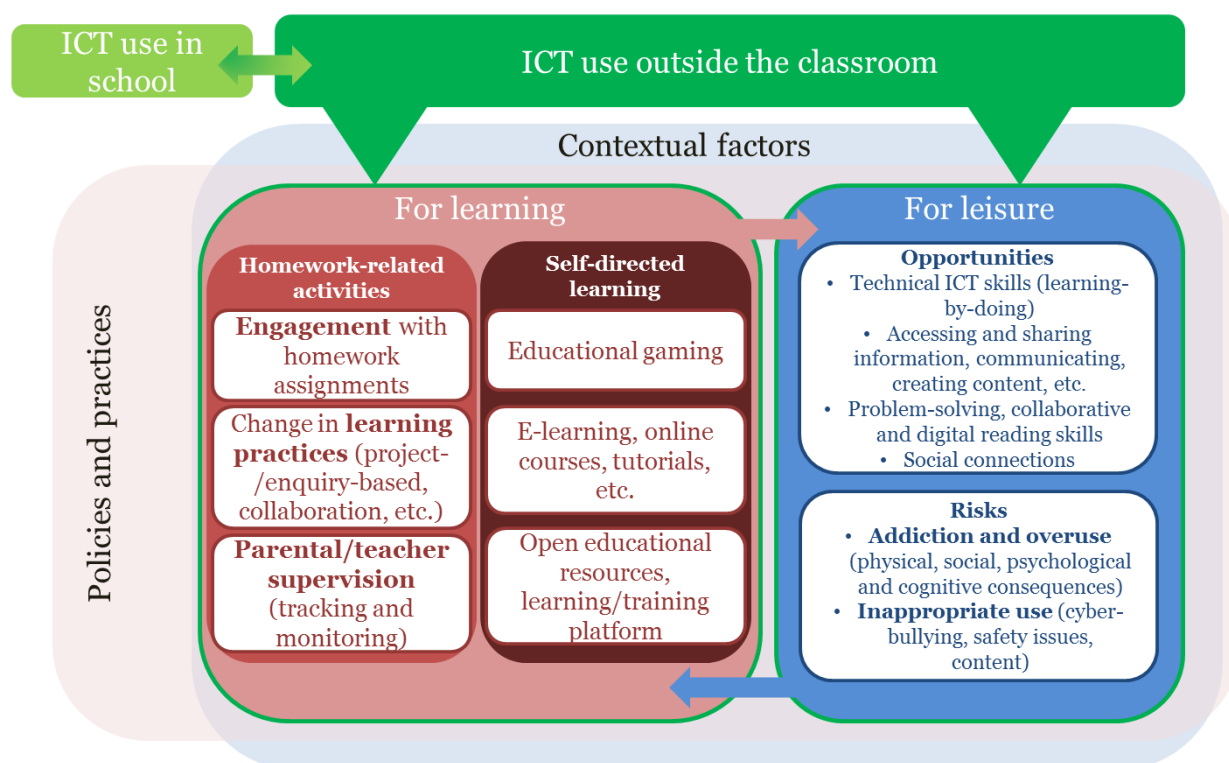 ICT use in
school
ICT use outside the classroom
Contextual factors
Policies and practices
For learning
Homework-related
activities
Engagement with
homework
assignments
Change in learning
practices (project-
/enquiry-based,
collaboration, etc.)
Parental/teacher
supervision
(tracking and
monitoring)
Self-directed
learning
Educational gaming
E-learning, online
courses, tutorials,
etc.
Open educational
resources,
learning/training
platform
For leisure
Opportunities
• Technical ICT skills (learning-
by-doing)
• Accessing and sharing
information, communicating,
creating content, etc.
• Problem-solving, collaborative
and digital reading skills
• Social connections
Risks
• Addiction and overuse
(physical, social, psychological
and cognitive consequences)
• Inappropriate use (cyber-
bullying, safety issues,
content)